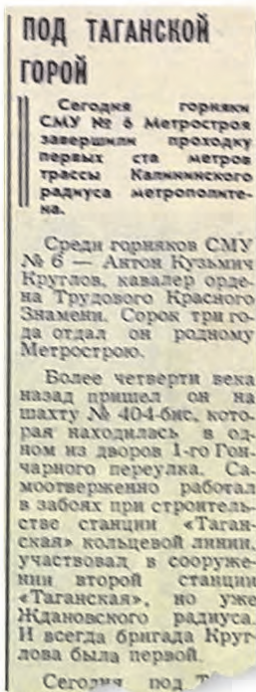 ПОД ТАГАНСКОЙ
ГОРОЙ
Сегодня горняки
СМУ № 6 Метростроя
завершили проходку
первых ста метров
трассы Калининского
радиуса метрополите-
на.
Среди горняков СМУ
№ 6 — Антон Кузьмич
Круглов, кавалер орде-
на Трудового Красного
Знамени. Сорок три го-
да отдал он родному
Метрострою.
Более четверти века
назад пришел он на
шахту № 404-бис, кото-
рая находилась в од-
ном из дворов 1-го Гон-
чарного переулка. Са-
моотверженно работал
в забоях при строитель-
стве станции «Таган-
ская» кольцевой линии,
участвовал в сооруже-
нии второй станции
«Таганская», но уже
Ждановского радиуса.
И всегда бригада Круг-
лова была первой.
Сегодня под